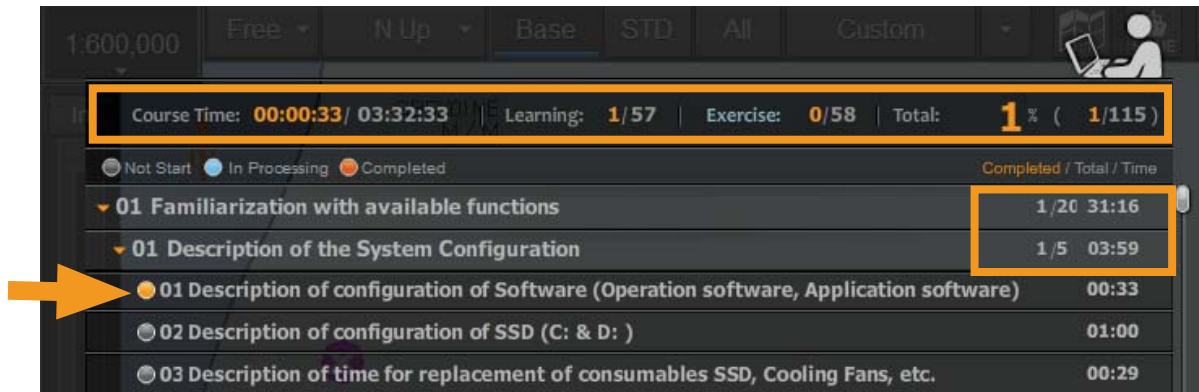 1:600,000 Free N Up Base STD All Custom
Course Time: 00:00:33/ 03:32:33 | Learning: 1/57 | Exercise: 0/58 | Total: 1 % ( 1/115 )
Not Start In Processing Completed Completed / Total / Time
01 Familiarization with available functions 1/20 31:16
01 Description of the System Configuration 1/5 03:59
01 Description of configuration of Software (Operation software, Application software) 00:33
02 Description of configuration of SSD (C: & D: ) 01:00
03 Description of time for replacement of consumables SSD, Cooling Fans, etc. 00:29